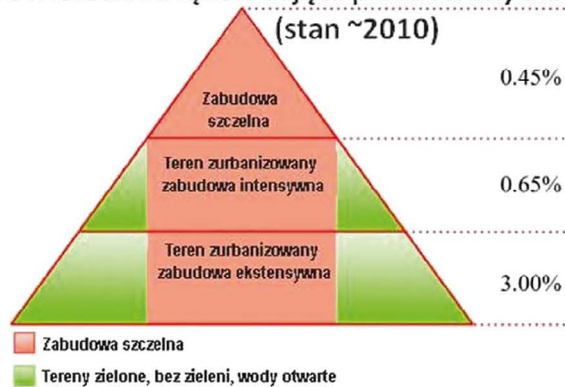 (stan ~2010)
0.45%
Zabudowa
szczelna
Teren zurbanizowany
zabudowa intensywna
0.65%
Teren zurbanizowany
zabudowa ekstensywna
3.00%
Zabudowa szczelna
Tereny zielone, bez zieleni, wody otwarte